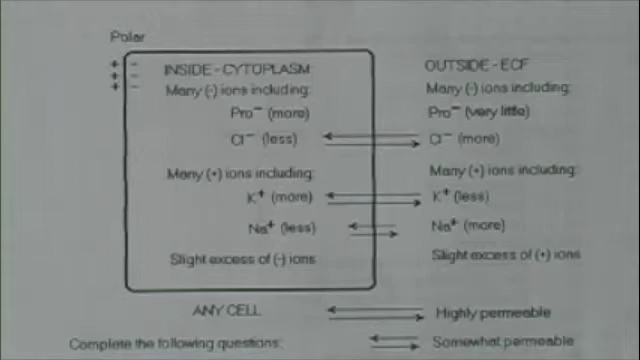 Polar
+ -
+ -
+ -
INSIDE - CYTOPLASM
OUTSIDE - ECF
Many (-) ions including:
Many (-) ions including:
Pro⁻ (more)
Pro⁻ (very little)
Cl⁻ (less)
Cl⁻ (more)
Many (+) ions including:
Many (+) ions including:
K⁺ (more)
K⁺ (less)
Na⁺ (less)
Na⁺ (more)
Slight excess of (-) ions
Slight excess of (+) ions
ANY CELL
Highly permeable
Complete the following questions:
Somewhat permeable